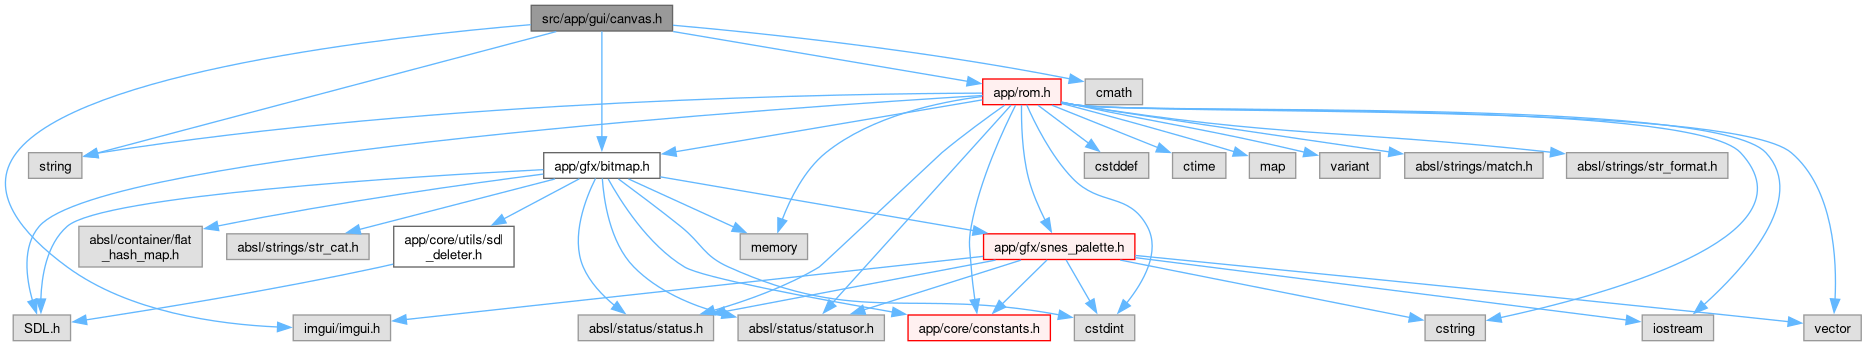 src/app/gui/canvas.h
app/rom.h
cmath
string
app/gfx/bitmap.h
cstddef
ctime
map
variant
absl/strings/match.h
absl/strings/str_format.h
absl/container/flat
_hash_map.h
absl/strings/str_cat.h
app/core/utils/sdl
_deleter.h
memory
app/gfx/snes_palette.h
SDL.h
imgui/imgui.h
absl/status/status.h
absl/status/statusor.h
app/core/constants.h
cstdint
cstring
iostream
vector